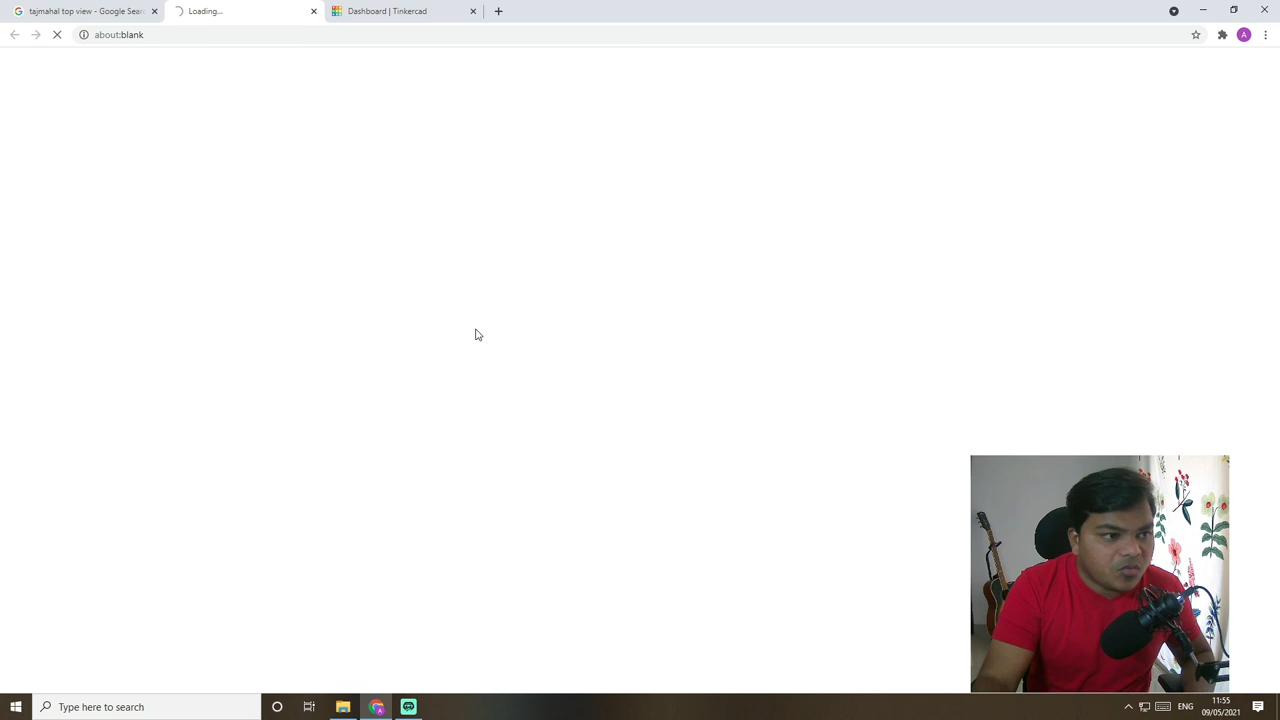 tajmahal top view - Google Sear
Loading...
Dashboard | Tinkercad
about:blank
A
Type here to search
ENG
11:55
09/05/2021